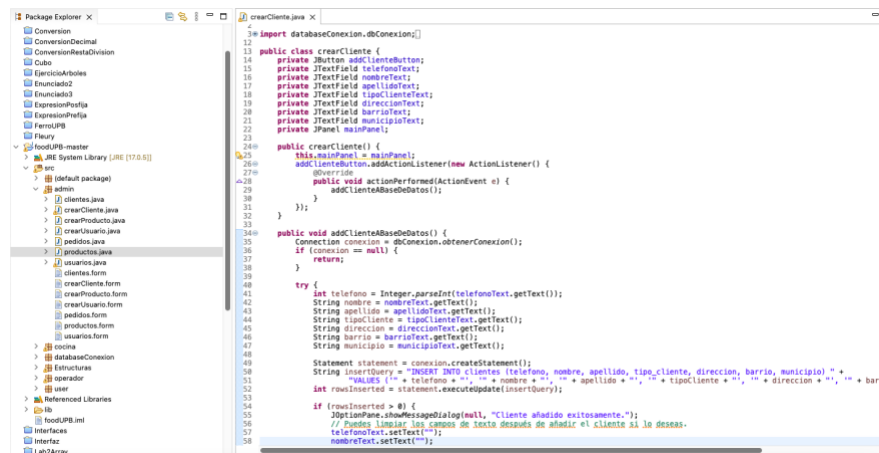 Package Explorer
Conversion
ConversionDecimal
ConversionRestaDivision
Cubo
EjercicioArboles
Enunciado2
Enunciado3
ExpresionPosfija
ExpresionPrefija
FerroUPB
Fleury
foodUPB-master
JRE System Library [JRE [17.0.5]]
src
(default package)
admin
clientes.java
crearCliente.java
crearProducto.java
crearUsuario.java
pedidos.java
productos.java
usuarios.java
clientes.form
crearCliente.form
crearProducto.form
crearUsuario.form
pedidos.form
productos.form
usuarios.form
cocina
databaseConexion
Estructuras
operador
user
Referenced Libraries
lib
foodUPB.iml
Interfaces
Interfaz
Lab2Array
crearCliente.java
2
3 import databaseConexion.dbConexion;
12
13 public class crearCliente {
14 private JButton addClienteButton;
15 private JTextField telefonoText;
16 private JTextField nombreText;
17 private JTextField apellidoText;
18 private JTextField tipoClienteText;
19 private JTextField direccionText;
20 private JTextField barrioText;
21 private JTextField municipioText;
22 private JPanel mainPanel;
23
24 public crearCliente() {
25 this.mainPanel = mainPanel;
26 addClienteButton.addActionListener(new ActionListener() {
27 @Override
28 public void actionPerformed(ActionEvent e) {
29 addClienteABaseDeDatos();
30 }
31 });
32 }
33
34 public void addClienteABaseDeDatos() {
35 Connection conexion = dbConexion.obtenerConexion();
36 if (conexion == null) {
37 return;
38 }
39
40 try {
41 int telefono = Integer.parseInt(telefonoText.getText());
42 String nombre = nombreText.getText();
43 String apellido = apellidoText.getText();
44 String tipoCliente = tipoClienteText.getText();
45 String direccion = direccionText.getText();
46 String barrio = barrioText.getText();
47 String municipio = municipioText.getText();
48
49 Statement statement = conexion.createStatement();
50 String insertQuery = "INSERT INTO clientes (telefono, nombre, apellido, tipo_cliente, direccion, barrio, municipio) " +
51 "VALUES ('" + telefono + "', '" + nombre + "', '" + apellido + "', '" + tipoCliente + "', '" + direccion + "', '" + bar
52 int rowsInserted = statement.executeUpdate(insertQuery);
53
54 if (rowsInserted > 0) {
55 JOptionPane.showMessageDialog(null, "Cliente añadido exitosamente.");
56 // Puedes limpiar los campos de texto después de añadir el cliente si lo deseas.
57 telefonoText.setText("");
58 nombreText.setText("");